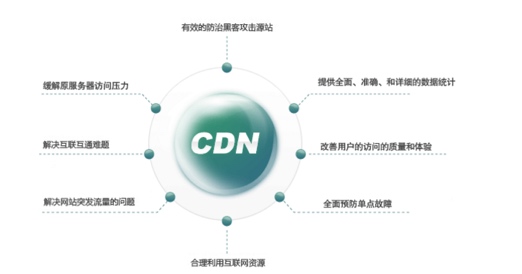 有效的防治黑客攻击源站
缓解原服务器访问压力
提供全面、准确、和详细的数据统计
CDN
解决互联互通难题
改善用户的访问的质量和体验
解决网站突发流量的问题
全面预防单点故障
合理利用互联网资源